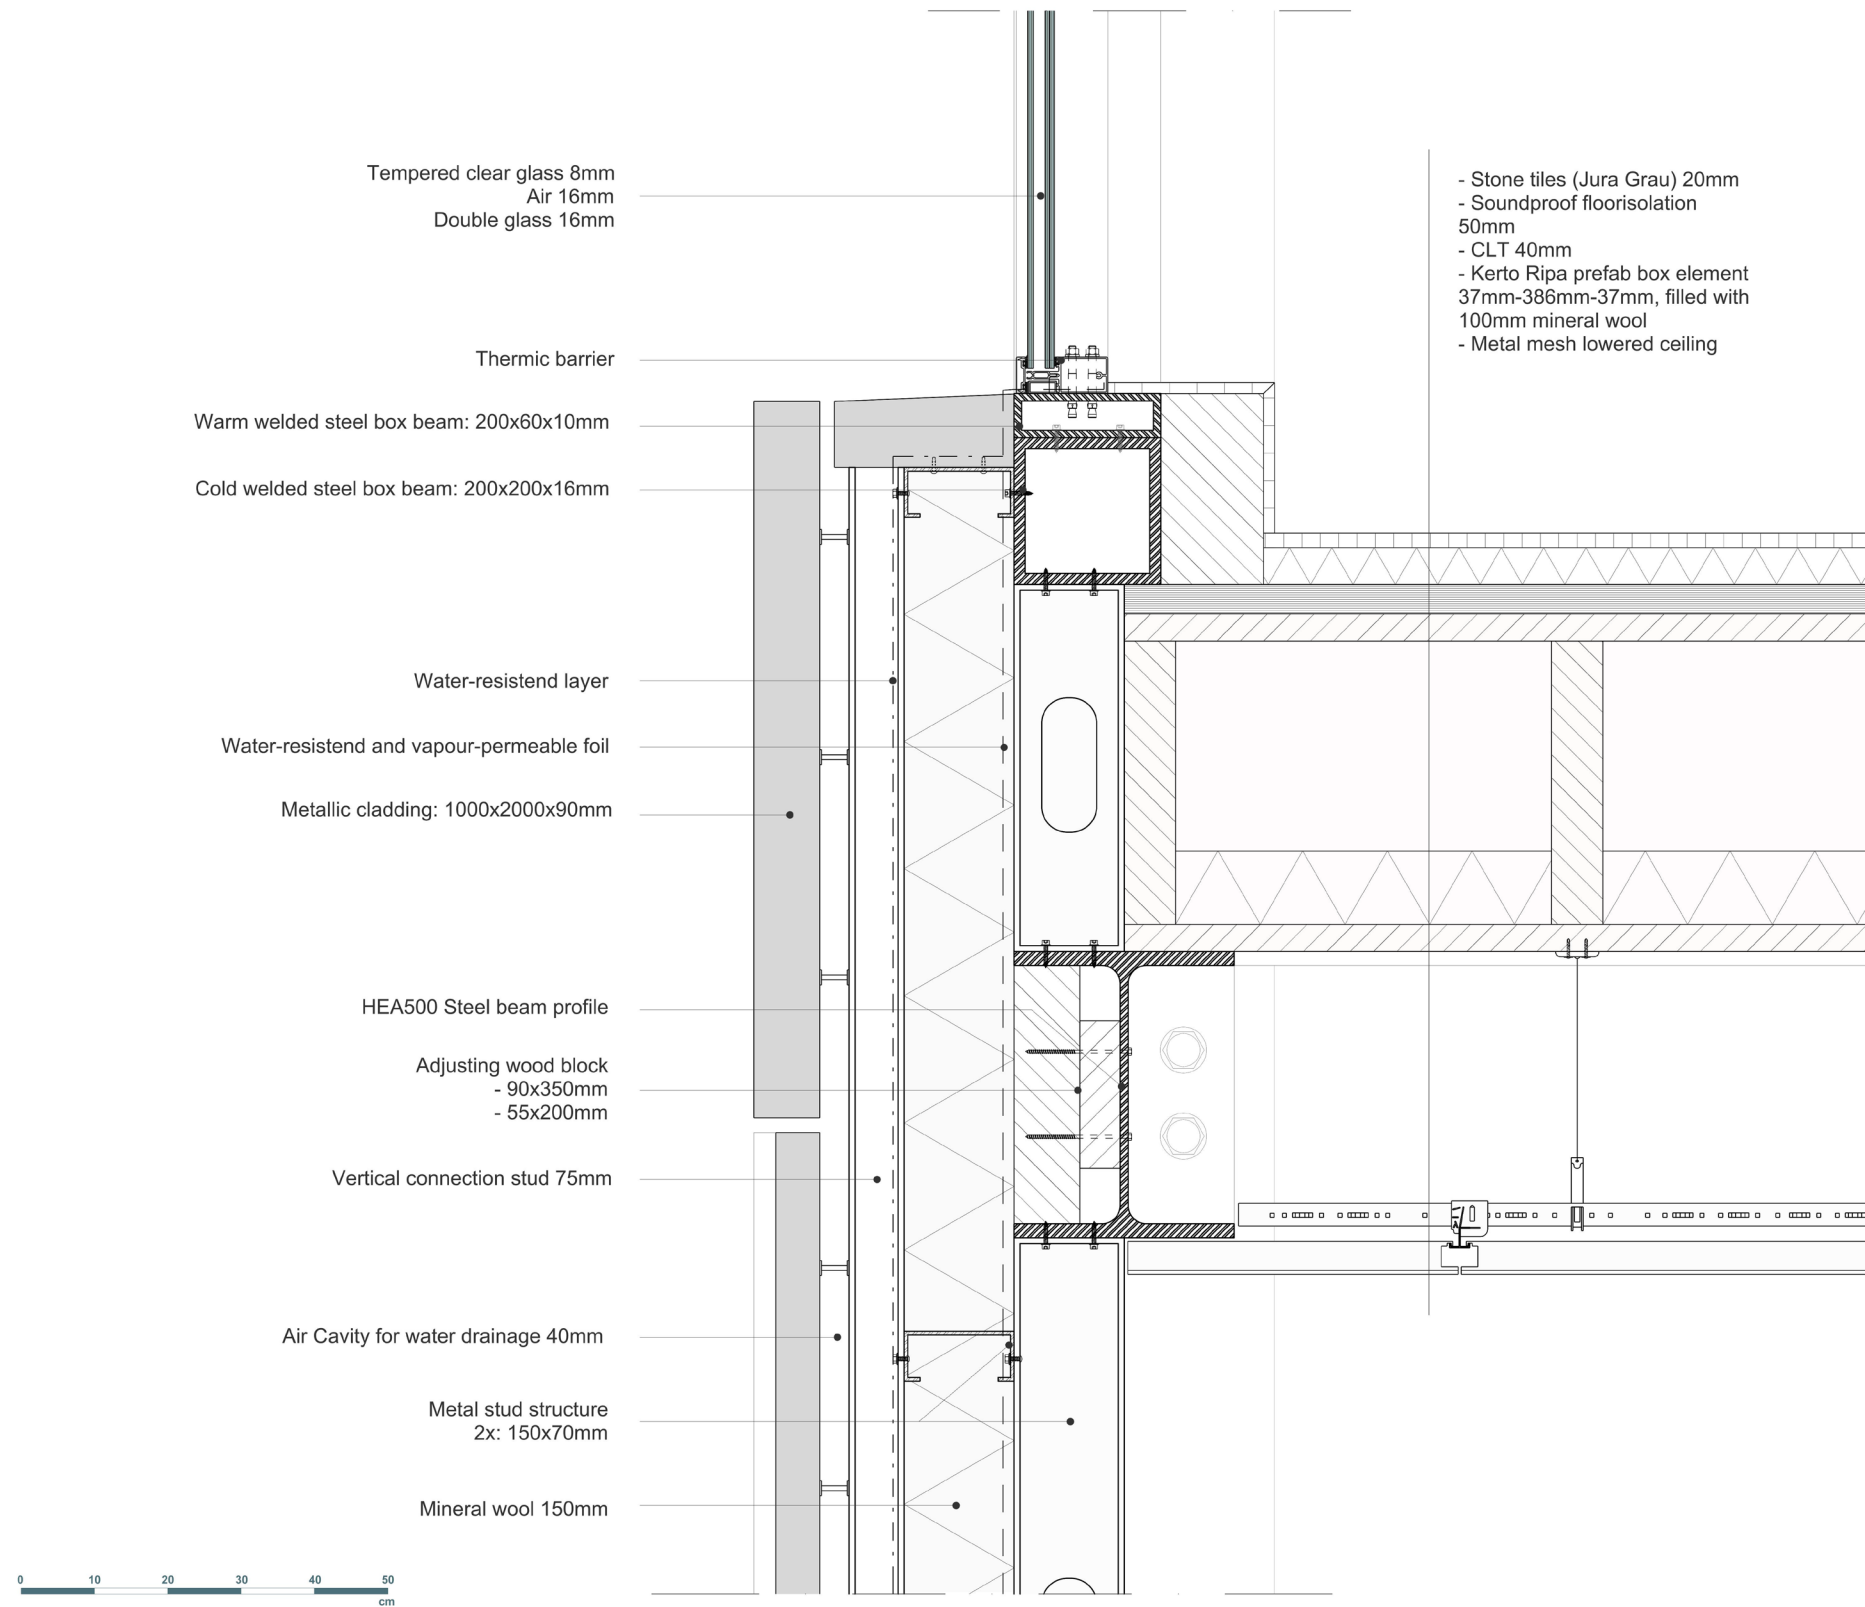 Tempered clear glass 8mm
Air 16mm
Double glass 16mm
Thermic barrier
Warm welded steel box beam: 200x60x10mm
Cold welded steel box beam: 200x200x16mm
Water-resistend layer
Water-resistend and vapour-permeable foil
Metallic cladding: 1000x2000x90mm
HEA500 Steel beam profile
Adjusting wood block
- 90x350mm
- 55x200mm
Vertical connection stud 75mm
Air Cavity for water drainage 40mm
Metal stud structure
2x: 150x70mm
Mineral wool 150mm
- Stone tiles (Jura Grau) 20mm
- Soundproof floorisolation
50mm
- CLT 40mm
- Kerto Ripa prefab box element
37mm-386mm-37mm, filled with
100mm mineral wool
- Metal mesh lowered ceiling
0 10 20 30 40 50
cm